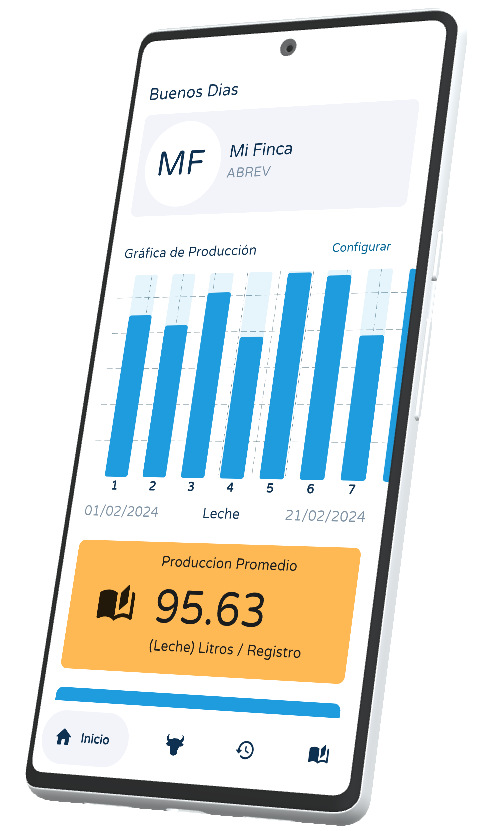 Buenos Dias
MF
Mi Finca
ABREV
Gráfica de Producción
Configurar
1 2 3 4 5 6 7
01/02/2024 Leche 21/02/2024
Produccion Promedio
95.63
(Leche) Litros / Registro
Inicio